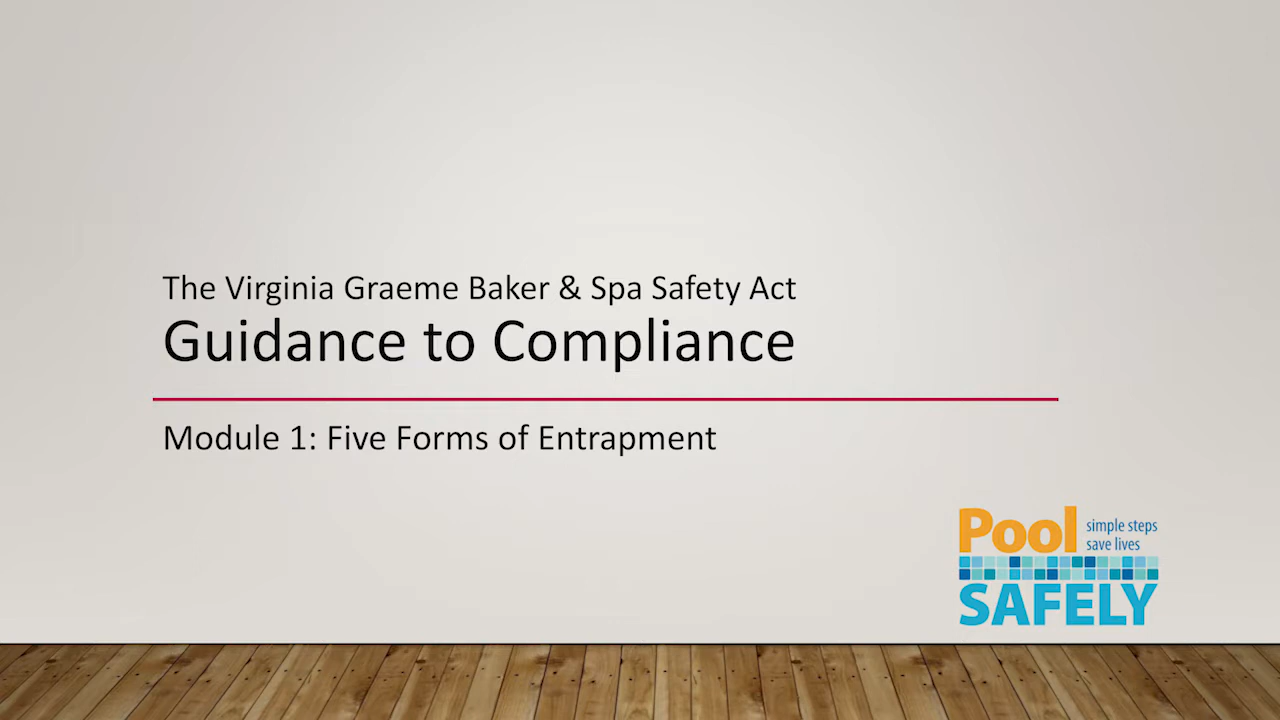 The Virginia Graeme Baker & Spa Safety Act
Guidance to Compliance
Module 1: Five Forms of Entrapment
Pool
simple steps
save lives
SAFELY